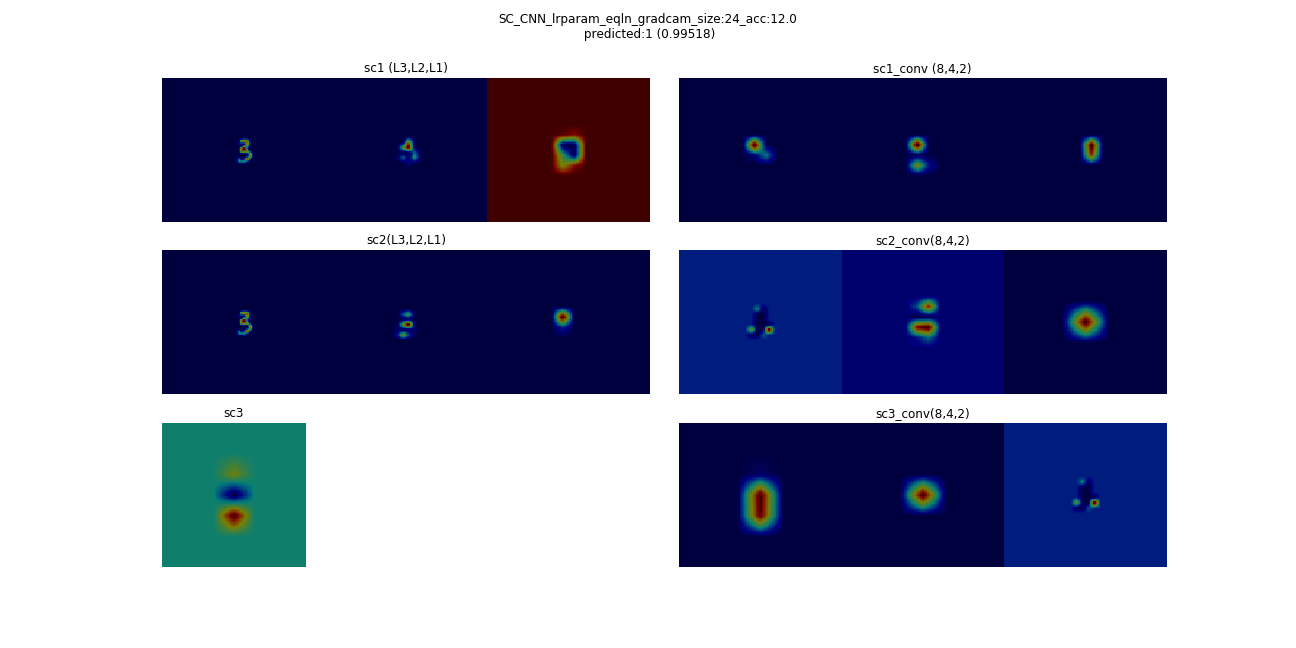 SC_CNN_lrparam_eqln_gradcam_size:24_acc:12.0
predicted:1 (0.99518)
sc1 (L3,L2,L1)
sc1_conv (8,4,2)
sc2(L3,L2,L1)
sc2_conv(8,4,2)
sc3
sc3_conv(8,4,2)